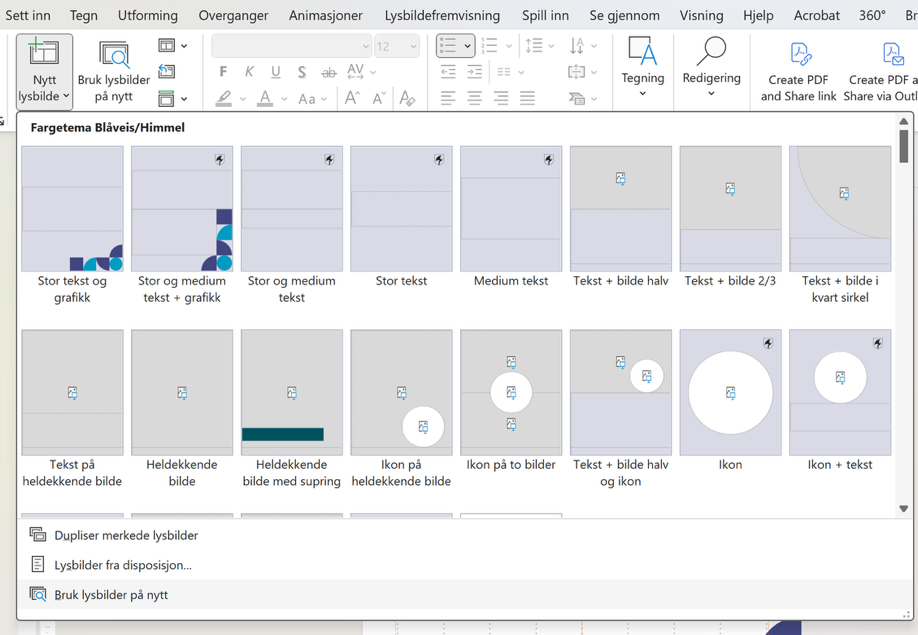 Sett inn Tegn Utforming Overganger Animasjoner Lysbildefremvisning Spill inn Se gjennom Visning Hjelp Acrobat 360° Br
Nytt
lysbilde
Bruk lysbilder
på nytt
12
F K U S ab AV
A Aa A A A
Tegning
Redigering
Create PDF
and Share link
Create PDF a
Share via Outl
Fargetema Blåveis/Himmel
Stor tekst og
grafikk
Stor og medium
tekst + grafikk
Stor og medium
tekst
Stor tekst
Medium tekst
Tekst + bilde halv
Tekst + bilde 2/3
Tekst + bilde i
kvart sirkel
Tekst på
heldekkende bilde
Heldekkende
bilde
Heldekkende
bilde med supring
Ikon på
heldekkende bilde
Ikon på to bilder
Tekst + bilde halv
og ikon
Ikon
Ikon + tekst
Dupliser merkede lysbilder
Lysbilder fra disposisjon...
Bruk lysbilder på nytt